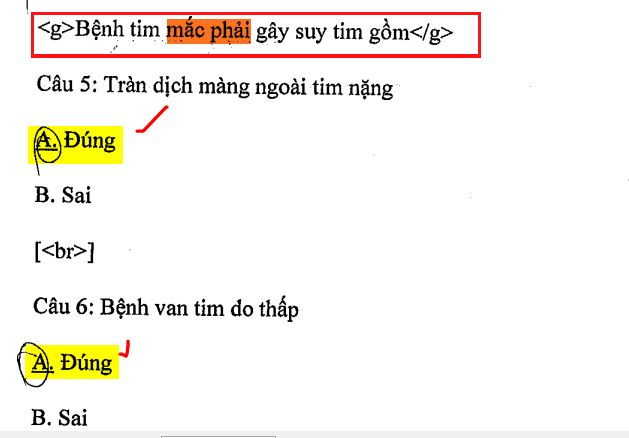 <g>Bệnh tim mắc phải gây suy tim gồm</g>
Câu 5: Tràn dịch màng ngoài tim nặng
A. Đúng
B. Sai
[<br>]
Câu 6: Bệnh van tim do thấp
A. Đúng
B. Sai